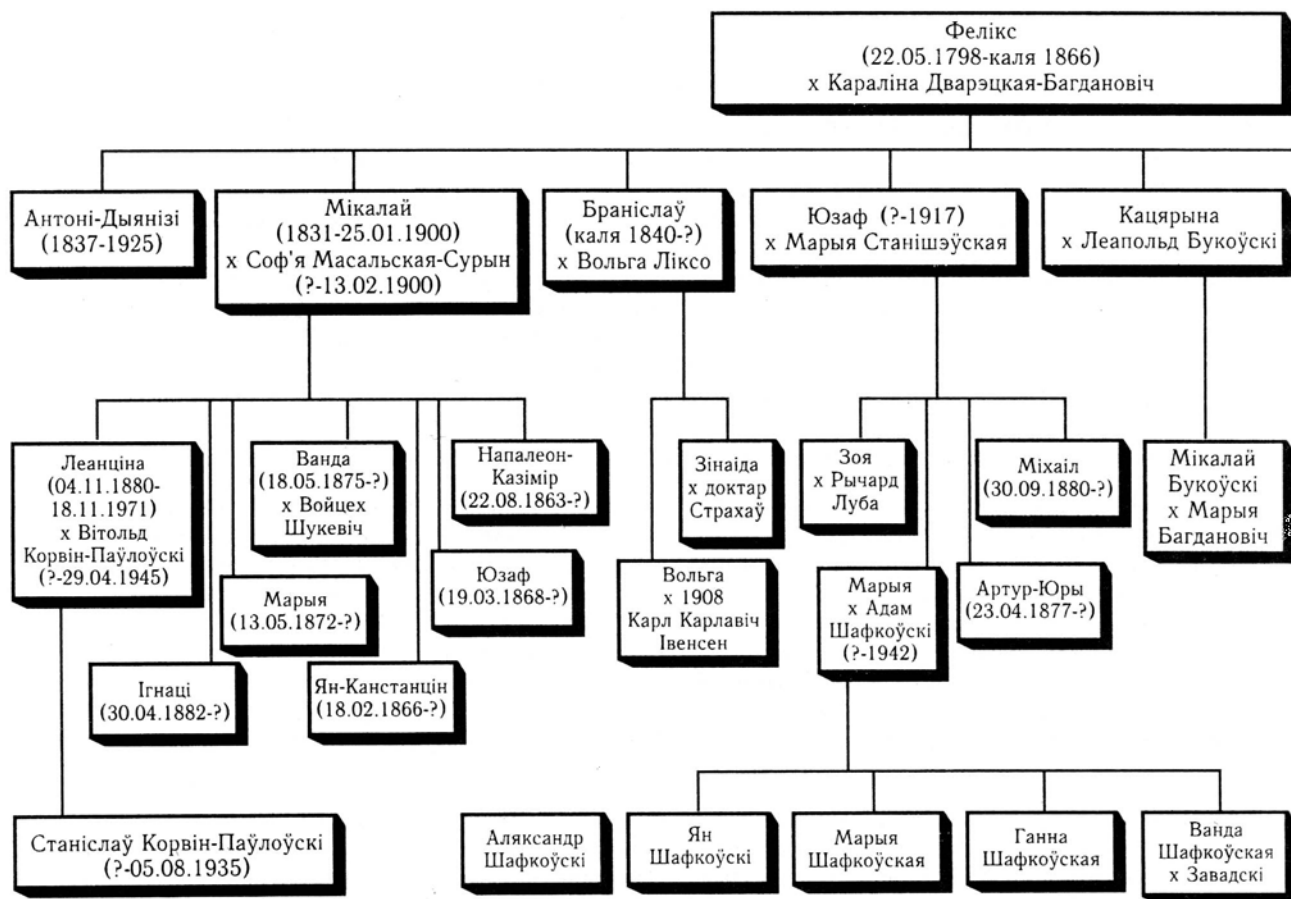 Фелікс
(22.05.1798-каля 1866)
х Караліна Дварэцкая-Багдановіч
Антоні-Дыянізі
(1837-1925)
Мікалай
(1831-25.01.1900)
х Соф'я Масальская-Сурын
(?-13.02.1900)
Браніслаў
(каля 1840-?)
х Вольга Ліксо
Юзаф (?-1917)
х Марыя Станішэўская
Кацярына
х Леапольд Букоўскі
Леанціна
(04.11.1880-
18.11.1971)
х Вітольд
Корвін-Паўлоўскі
(?-29.04.1945)
Ванда
(18.05.1875-?)
х Войцех
Шукевіч
Напалеон-
Казімір
(22.08.1863-?)
Зінаіда
х доктар
Страхаў
Зоя
х Рычард
Луба
Міхаіл
(30.09.1880-?)
Мікалай
Букоўскі
х Марыя
Багдановіч
Марыя
(13.05.1872-?)
Юзаф
(19.03.1868-?)
Вольга
х 1908
Карл Карлавіч
Івенсен
Марыя
х Адам
Шафкоўскі
(?-1942)
Артур-Юры
(23.04.1877-?)
Ігнаці
(30.04.1882-?)
Ян-Канстанцін
(18.02.1866-?)
Станіслаў Корвін-Паўлоўскі
(?-05.08.1935)
Аляксандр
Шафкоўскі
Ян
Шафкоўскі
Марыя
Шафкоўская
Ганна
Шафкоўская
Ванда
Шафкоўская
х Завадскі